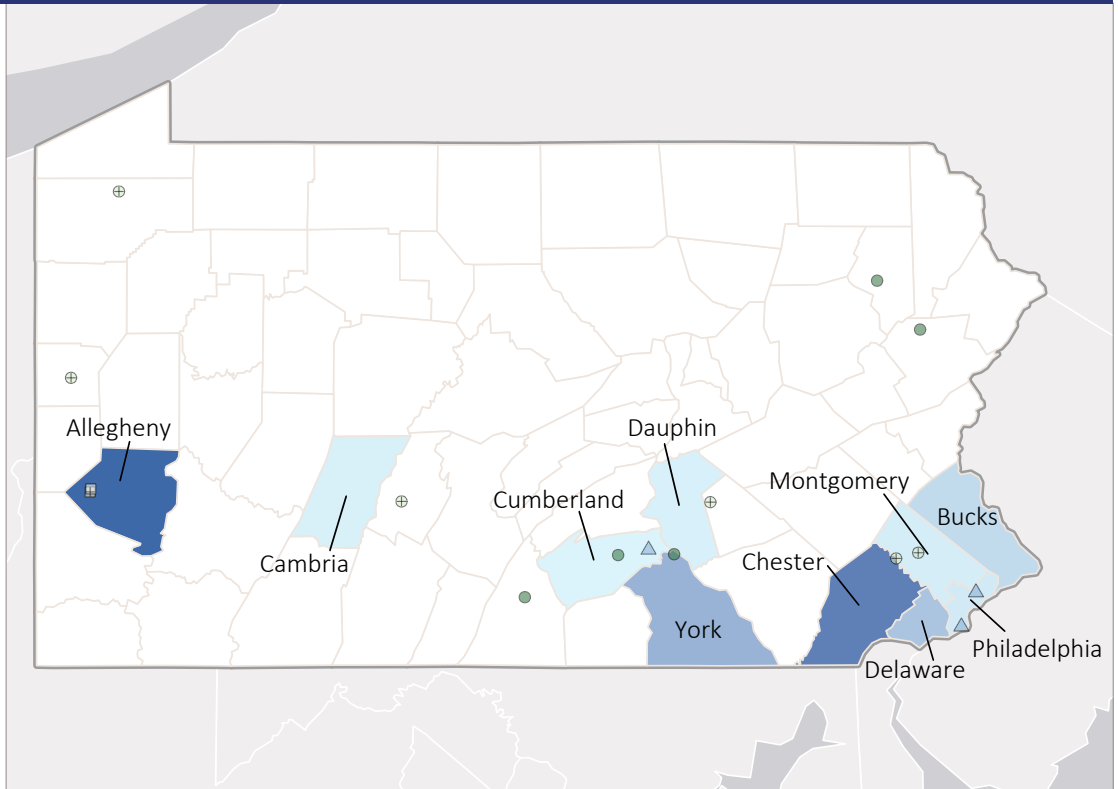 Allegheny
Dauphin
Montgomery
Cumberland
Bucks
Cambria
Chester
York
Philadelphia
Delaware